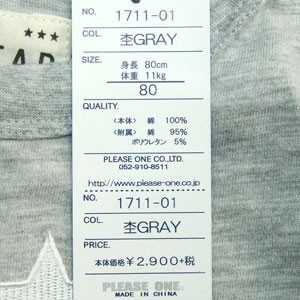 NO. 1711-01
COL. 杢GRAY
SIZE. 身長 80cm
体重 11kg
80
QUALITY.
<本体> 綿 100%
<附属> 綿 95%
ポリウレタン 5%
PLEASE ONE CO.,LTD.
052-910-8511
http://www.please-one.co.jp
NO. 1711-01
COL. 杢GRAY
PRICE.
本体価格 ¥2,900+税
PLEASE ONE.
MADE IN CHINA